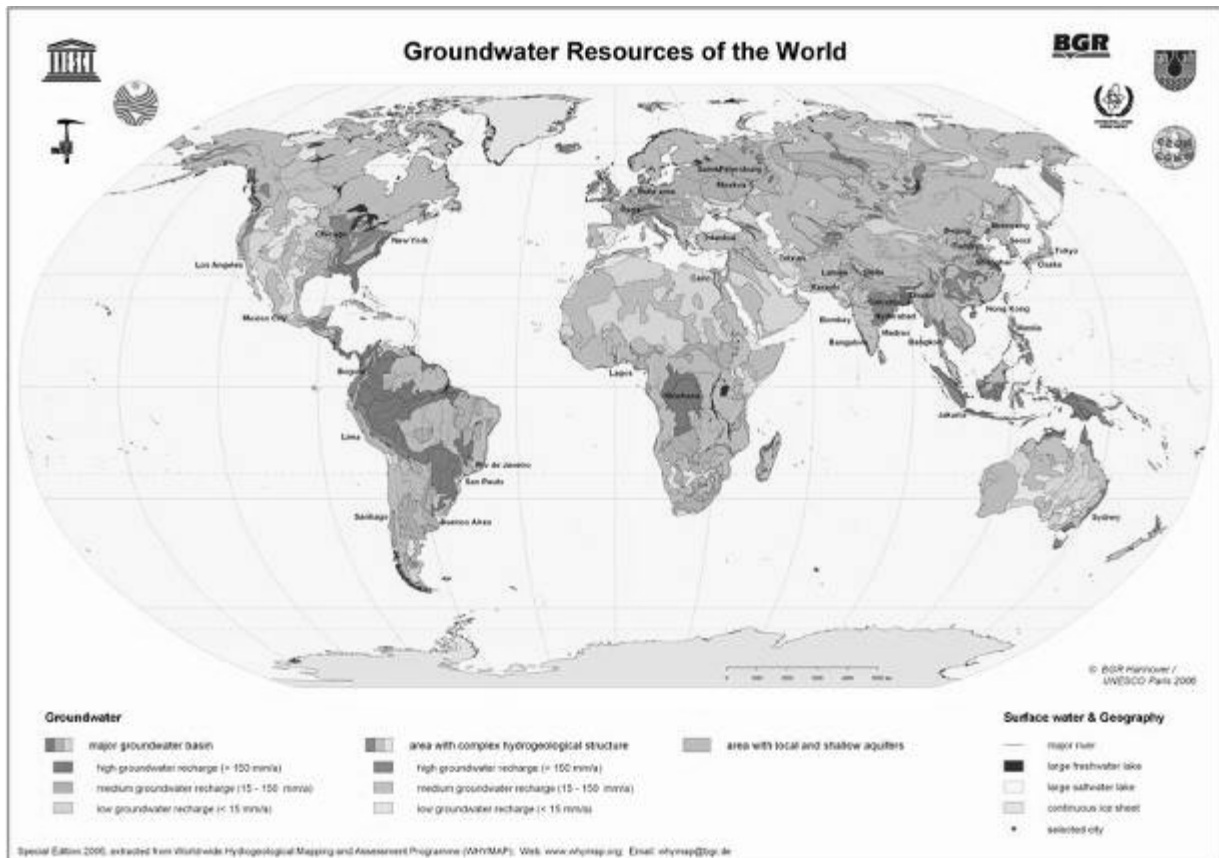 Groundwater Resources of the World
BGR
New York
Los Angeles
Mexico City
Lima
Rio de Janeiro
Sao Paulo
Santiago
Buenos Aires
Lagos
Cairo
Moskva
Istanbul
Karachi
Bombay
Madras
Bangkok
Seoul
Tokyo
Osaka
Hong Kong
Manila
Jakarta
Sydney
© BGR Hannover /
UNESCO Paris 2006
Groundwater
major groundwater basin
high groundwater recharge (> 150 mm/a)
medium groundwater recharge (15 - 150 mm/a)
low groundwater recharge (< 15 mm/a)
area with complex hydrogeological structure
high groundwater recharge (> 150 mm/a)
medium groundwater recharge (15 - 150 mm/a)
low groundwater recharge (< 15 mm/a)
area with local and shallow aquifers
Surface water & Geography
major river
large freshwater lake
large saltwater lake
continuous ice sheet
selected city
Special Edition 2006, extracted from Worldwide Hydrogeological Mapping and Assessment Programme (WHYMAP); Web: www.whymap.org; Email: whymap@bgr.de